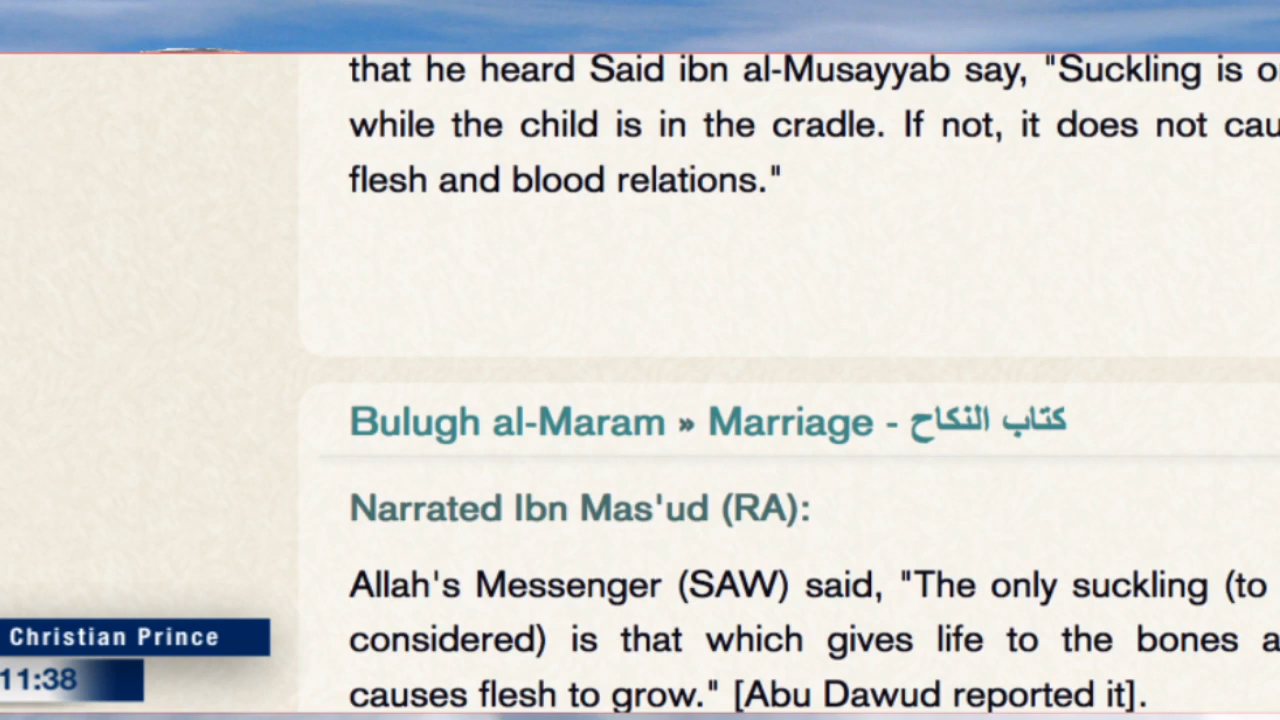 that he heard Said ibn al-Musayyab say, "Suckling is
while the child is in the cradle. If not, it does not
flesh and blood relations."
Bulugh al-Maram » Marriage - كتاب النكاح
Narrated Ibn Mas'ud (RA):
Allah's Messenger (SAW) said, "The only suckling (to
considered) is that which gives life to the bones
causes flesh to grow." [Abu Dawud reported it].
Christian Prince
11:38